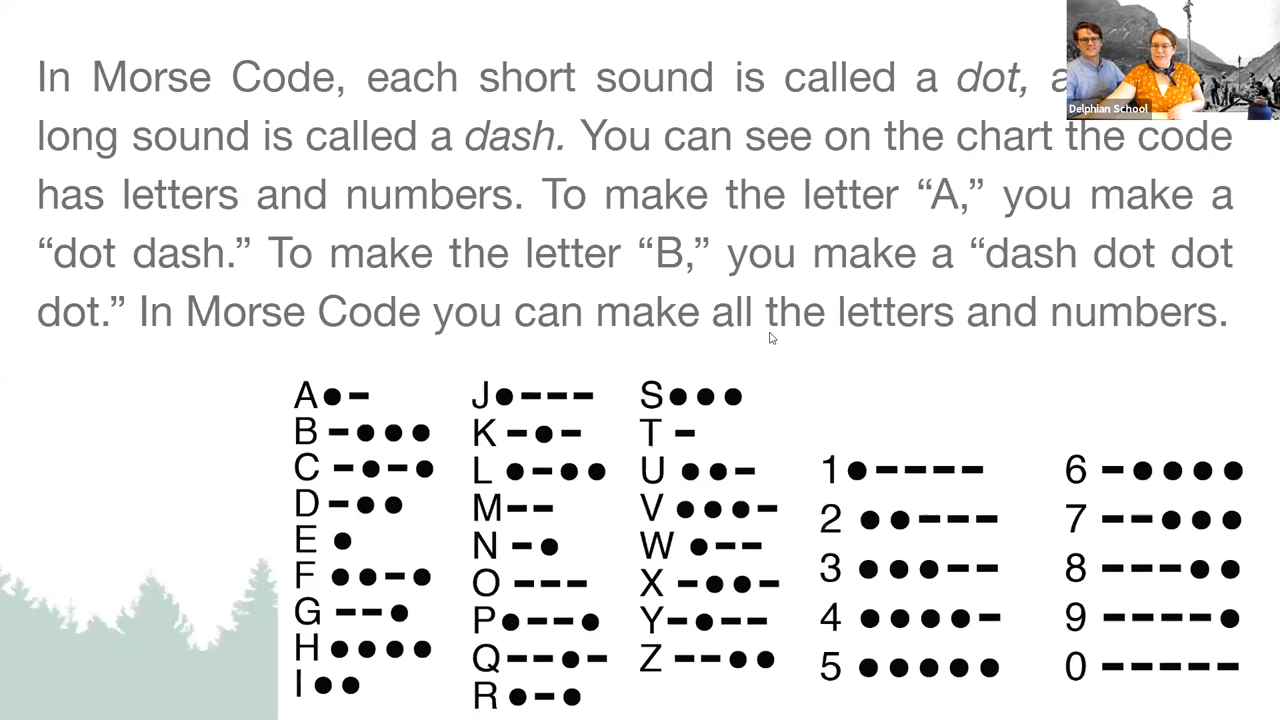 In Morse Code, each short sound is called a dot, a
Delphian School
long sound is called a dash. You can see on the chart the code
has letters and numbers. To make the letter “A,” you make a
“dot dash.” To make the letter “B,” you make a “dash dot dot
dot.” In Morse Code you can make all the letters and numbers.
A ●-
B -●●●
C -●-●
D -●●
E ●
F ●●-●
G --●
H ●●●●
I ●●
J ●---
K -●-
L ●-●●
M --
N -●
O ---
P ●--●
Q --●-
R ●-●
S ●●●
T -
U ●●-
V ●●●-
W ●--
X -●●-
Y -●--
Z --●●
1 ●----
2 ●●---
3 ●●●--
4 ●●●●-
5 ●●●●●
6 -●●●●
7 --●●●
8 ---●●
9 ----●
0 -----